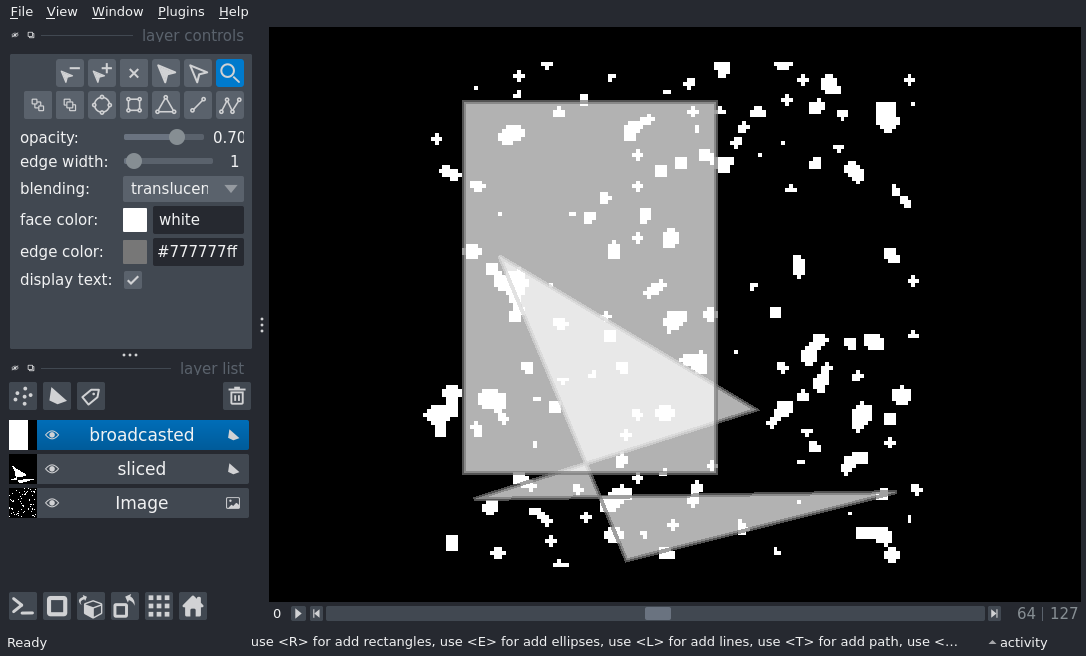 File View Window Plugins Help
layer controls
opacity: 0.70
edge width: 1
blending: translucen
face color: white
edge color: #777777ff
display text:
layer list
broadcasted
sliced
Image
0 64 127
Ready use <R> for add rectangles, use <E> for add ellipses, use <L> for add lines, use <T> for add path, use <... activity